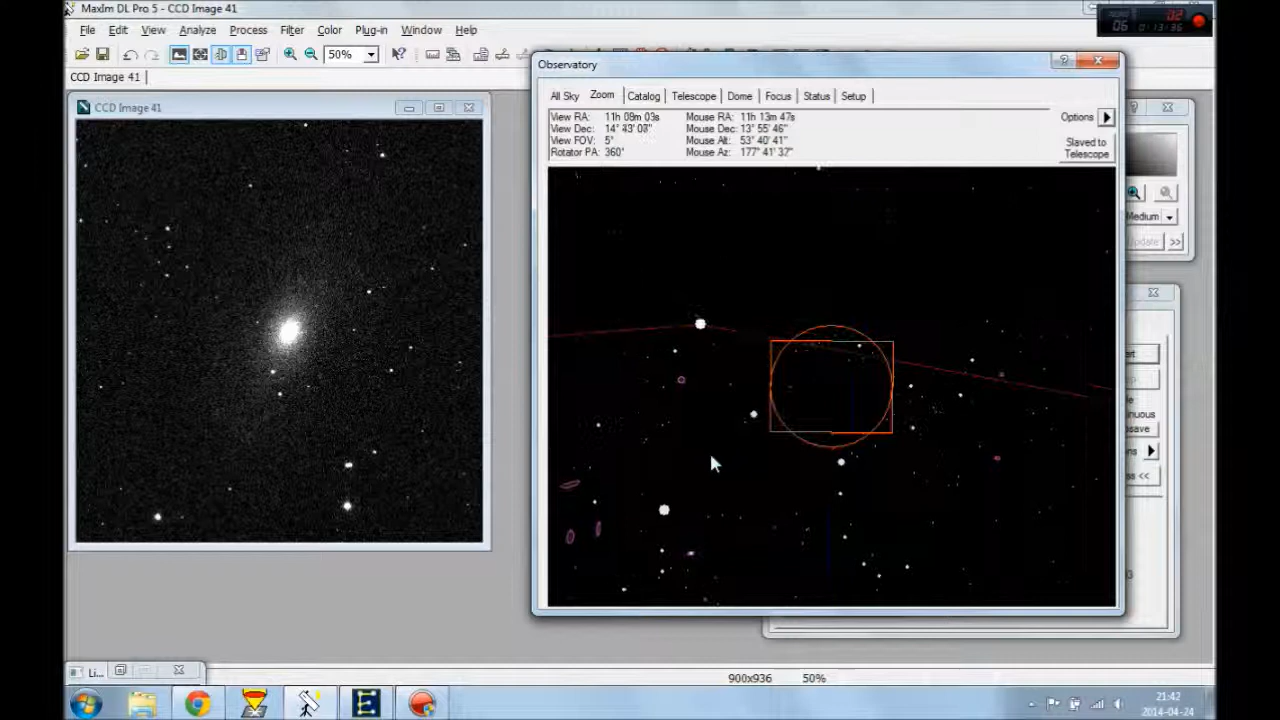 MaxIm DL Pro 5 - CCD Image 41
File Edit View Analyze Process Filter Color Plug-in Window Help
50%
CCD Image 41
CCD Image 41
Observatory
All Sky Zoom Catalog Telescope Dome Focus Status Setup
View RA: 11h 09m 03s Mouse RA: 11h 13m 47s
View Dec: 14° 43' 03" Mouse Dec: 13° 55' 46"
View FOV: 5' Mouse Alt: 53° 40' 41"
Rotator PA: 360° Mouse Az: 177° 41' 37"
Options
Slaved to
Telescope
Medium
>>
<<
Li...
900x936 50%
21:42
2014-04-24